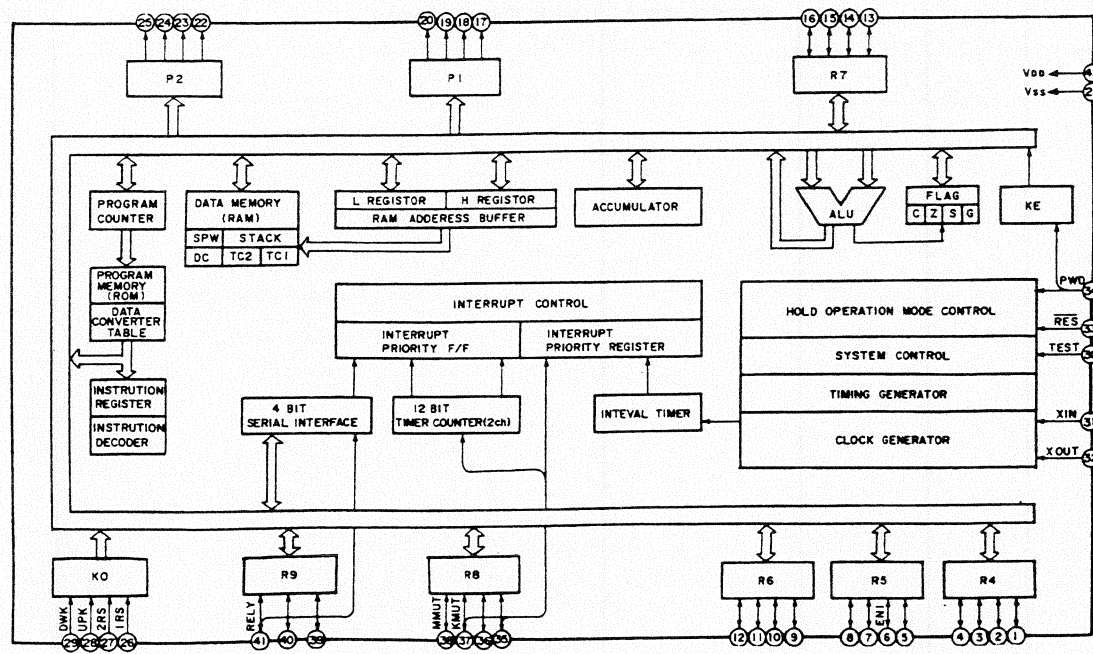 25 24 23 22
20 19 18 17
16 15 14 13
P2
P1
R7
VDD
VSS
PROGRAM
COUNTER
DATA MEMORY
(RAM)
SPW STACK
DC TC2 TC1
L REGISTOR H REGISTOR
RAM ADDERESS BUFFER
ACCUMULATOR
ALU
FLAG
C Z S G
KE
PROGRAM
MEMORY
(ROM)
DATA
CONVERTER
TABLE
INSTRUTION
REGISTER
INSTRUTION
DECODER
INTERRUPT CONTROL
INTERRUPT
PRIORITY F/F
INTERRUPT
PRIORITY REGISTER
4 BIT
SERIAL INTERFACE
12 BIT
TIMER COUNTER(2ch)
INTEVAL TIMER
HOLD OPERATION MODE CONTROL
SYSTEM CONTROL
TIMING GENERATOR
CLOCK GENERATOR
PWD
RES
TEST
XIN
XOUT
K0
R9
R8
R6
R5
R4
DWK
UPK
2RS
1RS
RELY
MMUT
KMUT
ENI
29 28 27 26
41 40 39
38 37 36 35
12 11 10 9
8 7 6 5
4 3 2 1